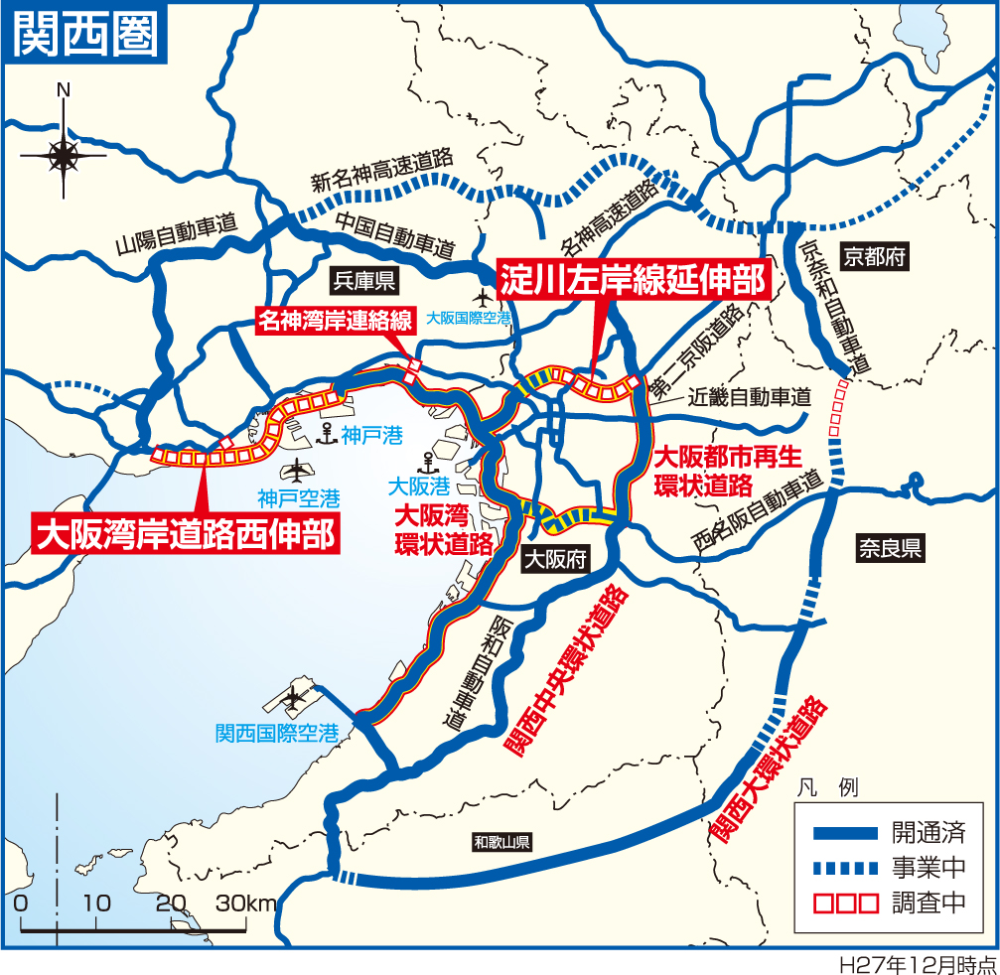 関西圏
N
新名神高速道路
山陽自動車道
中国自動車道
名神高速道路
京都府
京奈和自動車道
兵庫県
淀川左岸線延伸部
大阪国際空港
名神湾岸連絡線
第二京阪道路
近畿自動車道
神戸港
大阪都市再生
環状道路
神戸空港
大阪港
大阪湾
環状道路
西名阪自動車道
大阪湾岸道路西伸部
大阪府
奈良県
阪和自動車道
関西中央環状道路
関西国際空港
関西大環状道路
和歌山県
凡 例
開通済
事業中
調査中
0 10 20 30km
H27年12月時点